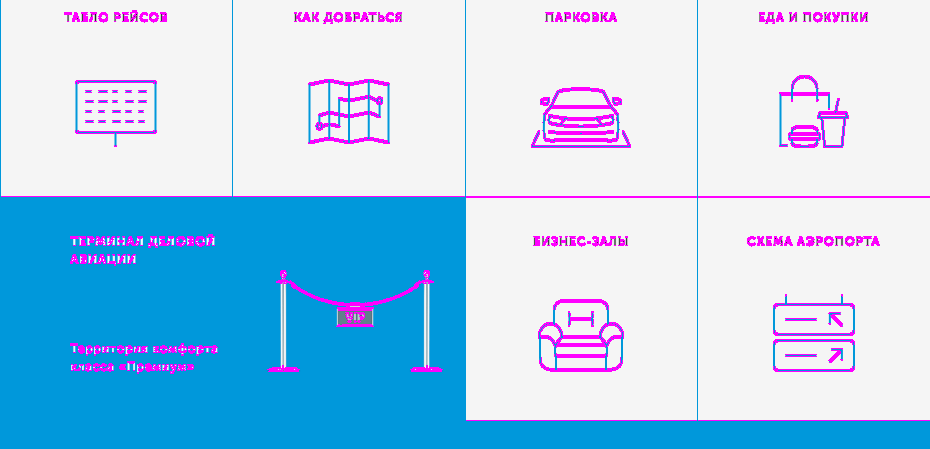 ТАБЛО РЕЙСОВ
КАК ДОБРАТЬСЯ
ПАРКОВКА
ЕДА И ПОКУПКИ
ТЕРМИНАЛ ДЕЛОВОЙ
АВИАЦИИ
VIP
Территория комфорта
класса «Премиум»
БИЗНЕС-ЗАЛЫ
СХЕМА АЭРОПОРТА